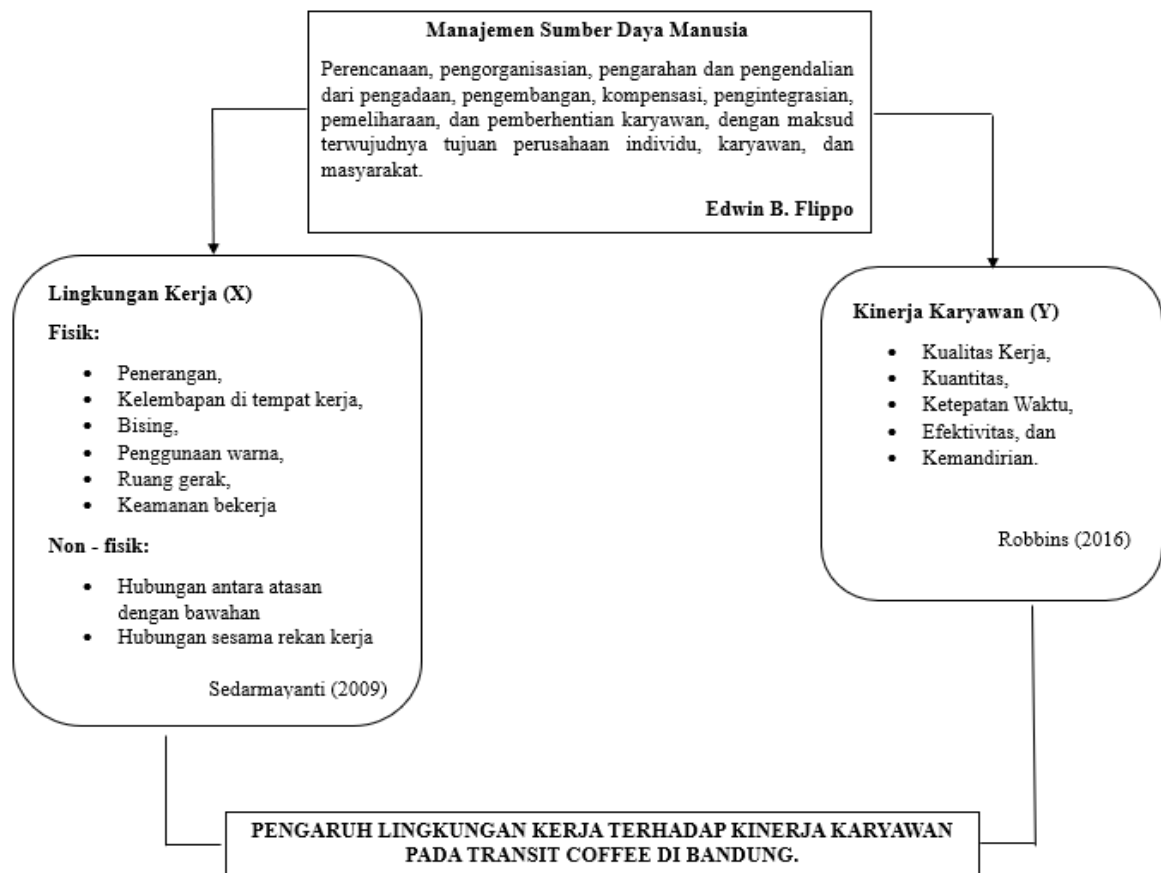 Manajemen Sumber Daya Manusia
Perencanaan, pengorganisasian, pengarahan dan pengendalian
dari pengadaan, pengembangan, kompensasi, pengintegrasian,
pemeliharaan, dan pemberhentian karyawan, dengan maksud
terwujudnya tujuan perusahaan individu, karyawan, dan
masyarakat.
Edwin B. Flippo
Lingkungan Kerja (X)
Fisik:
• Penerangan,
• Kelembapan di tempat kerja,
• Bising,
• Penggunaan warna,
• Ruang gerak,
• Keamanan bekerja
Non - fisik:
• Hubungan antara atasan
dengan bawahan
• Hubungan sesama rekan kerja
Sedarmayanti (2009)
Kinerja Karyawan (Y)
• Kualitas Kerja,
• Kuantitas,
• Ketepatan Waktu,
• Efektivitas, dan
• Kemandirian.
Robbins (2016)
PENGARUH LINGKUNGAN KERJA TERHADAP KINERJA KARYAWAN
PADA TRANSIT COFFEE DI BANDUNG.